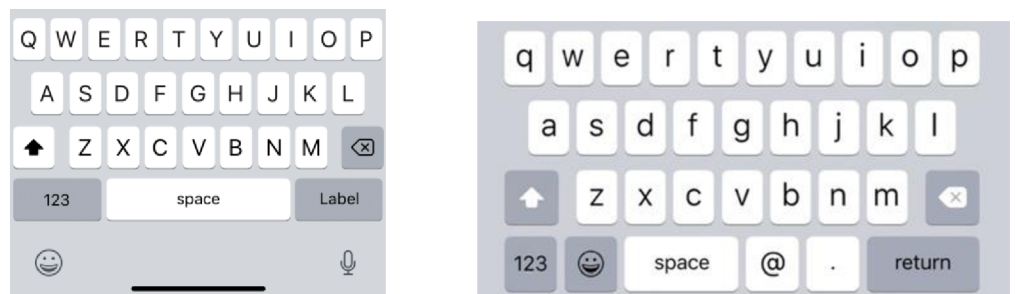 Q W E R T Y U I O P
A S D F G H J K L
Z X C V B N M
123 space Label
q w e r t y u i o p
a s d f g h j k l
z x c v b n m
123 space @ . return